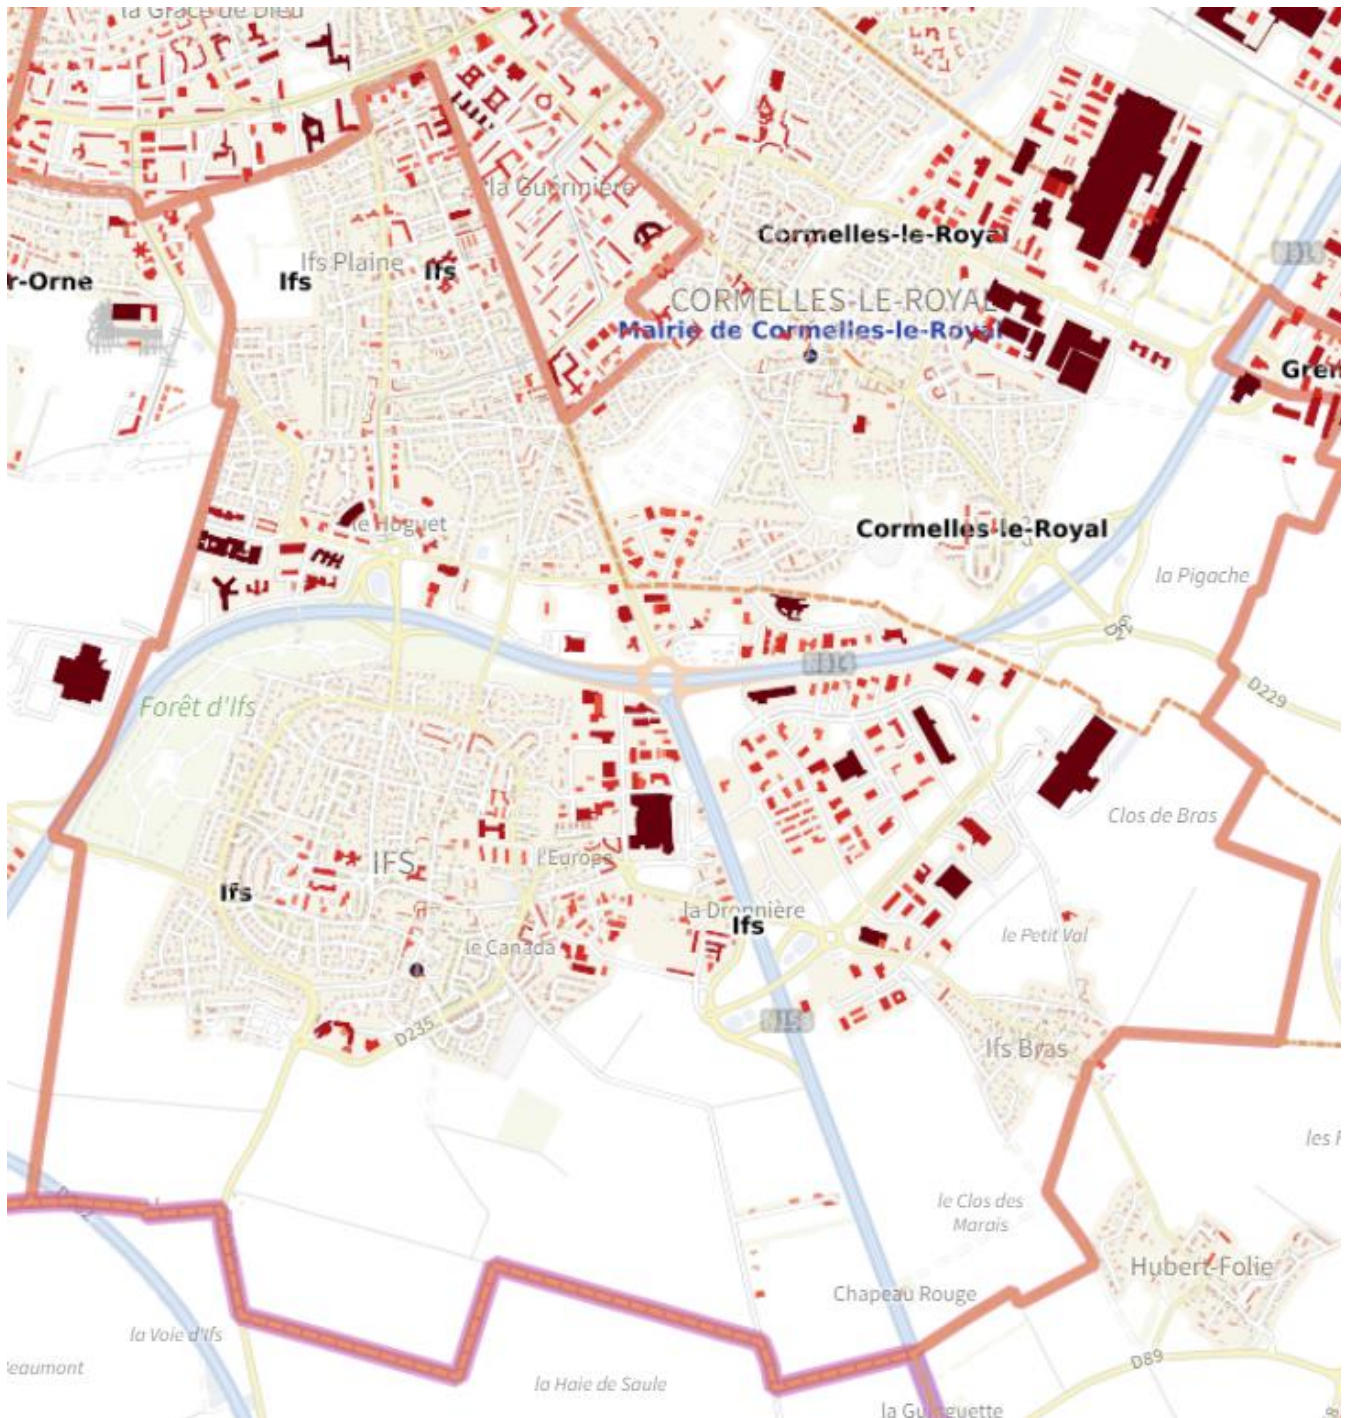 la Grâce de Dieu
la Guérinière
Cormelles-le-Royal
Ifs Plaine
Ifs
Ifs
r-Orne
CORMELLES-LE-ROYAL
Mairie de Cormelles-le-Royal
Gren
le Hoguet
Cormelles-le-Royal
la Pigache
N814
D229
Forêt d'Ifs
Clos de Bras
IFS
l'Europe
Ifs
la Dronnière
Ifs
le Petit Val
le Canada
N158
D235
Ifs Bras
les F
le Clos des
Marais
Hubert-Folie
Chapeau Rouge
la Voie d'Ifs
Beaumont
D89
la Haie de Saule
la Guinguette